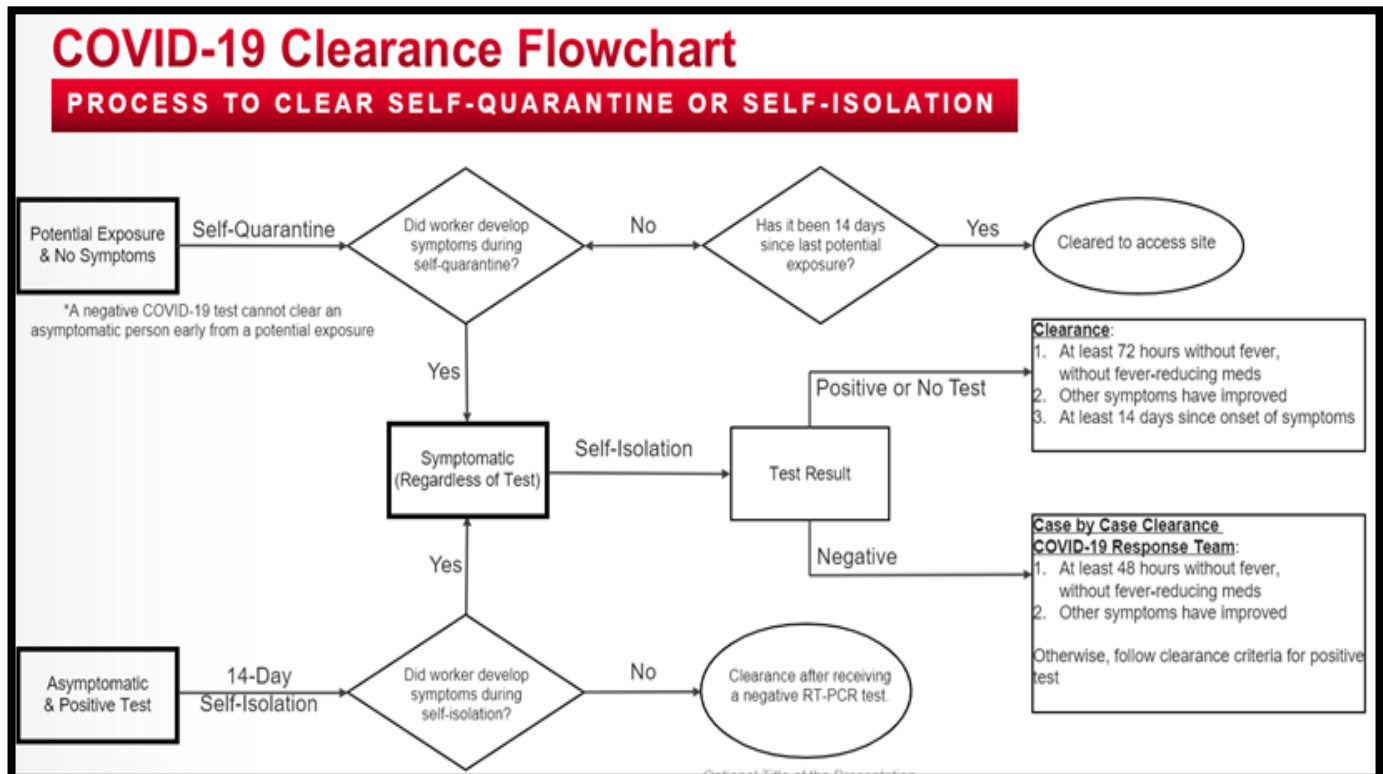 COVID-19 Clearance Flowchart
PROCESS TO CLEAR SELF-QUARANTINE OR SELF-ISOLATION
Potential Exposure
& No Symptoms
Self-Quarantine
Did worker develop
symptoms during
self-quarantine?
No
Has it been 14 days
since last potential
exposure?
Yes
Cleared to access site
*A negative COVID-19 test cannot clear an
asymptomatic person early from a potential exposure
Yes
Clearance:
1. At least 72 hours without fever,
without fever-reducing meds
2. Other symptoms have improved
3. At least 14 days since onset of symptoms
Positive or No Test
Symptomatic
(Regardless of Test)
Self-Isolation
Test Result
Negative
Case by Case Clearance
COVID-19 Response Team:
1. At least 48 hours without fever,
without fever-reducing meds
2. Other symptoms have improved
Otherwise, follow clearance criteria for positive
test
Yes
Asymptomatic
& Positive Test
14-Day
Self-Isolation
Did worker develop
symptoms during
self-isolation?
No
Clearance after receiving
a negative RT-PCR test.
Optional Title of the Presentation